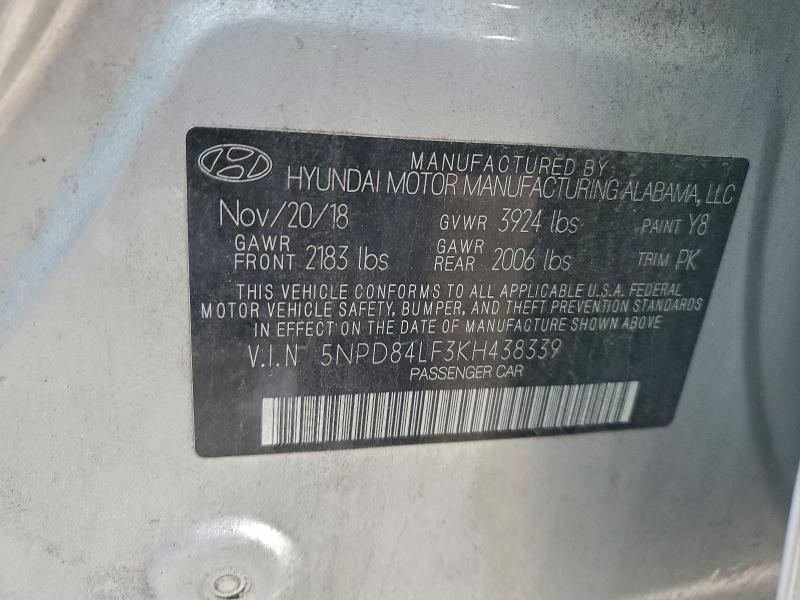 MANUFACTURED BY
HYUNDAI MOTOR MANUFACTURING ALABAMA, LLC
Nov/20/18 GVWR 3924 lbs PAINT Y8
GAWR FRONT 2183 lbs GAWR REAR 2006 lbs TRIM PK
THIS VEHICLE CONFORMS TO ALL APPLICABLE U.S.A. FEDERAL
MOTOR VEHICLE SAFETY, BUMPER, AND THEFT PREVENTION STANDARDS
IN EFFECT ON THE DATE OF MANUFACTURE SHOWN ABOVE
V.I.N 5NPD84LF3KH438339
PASSENGER CAR